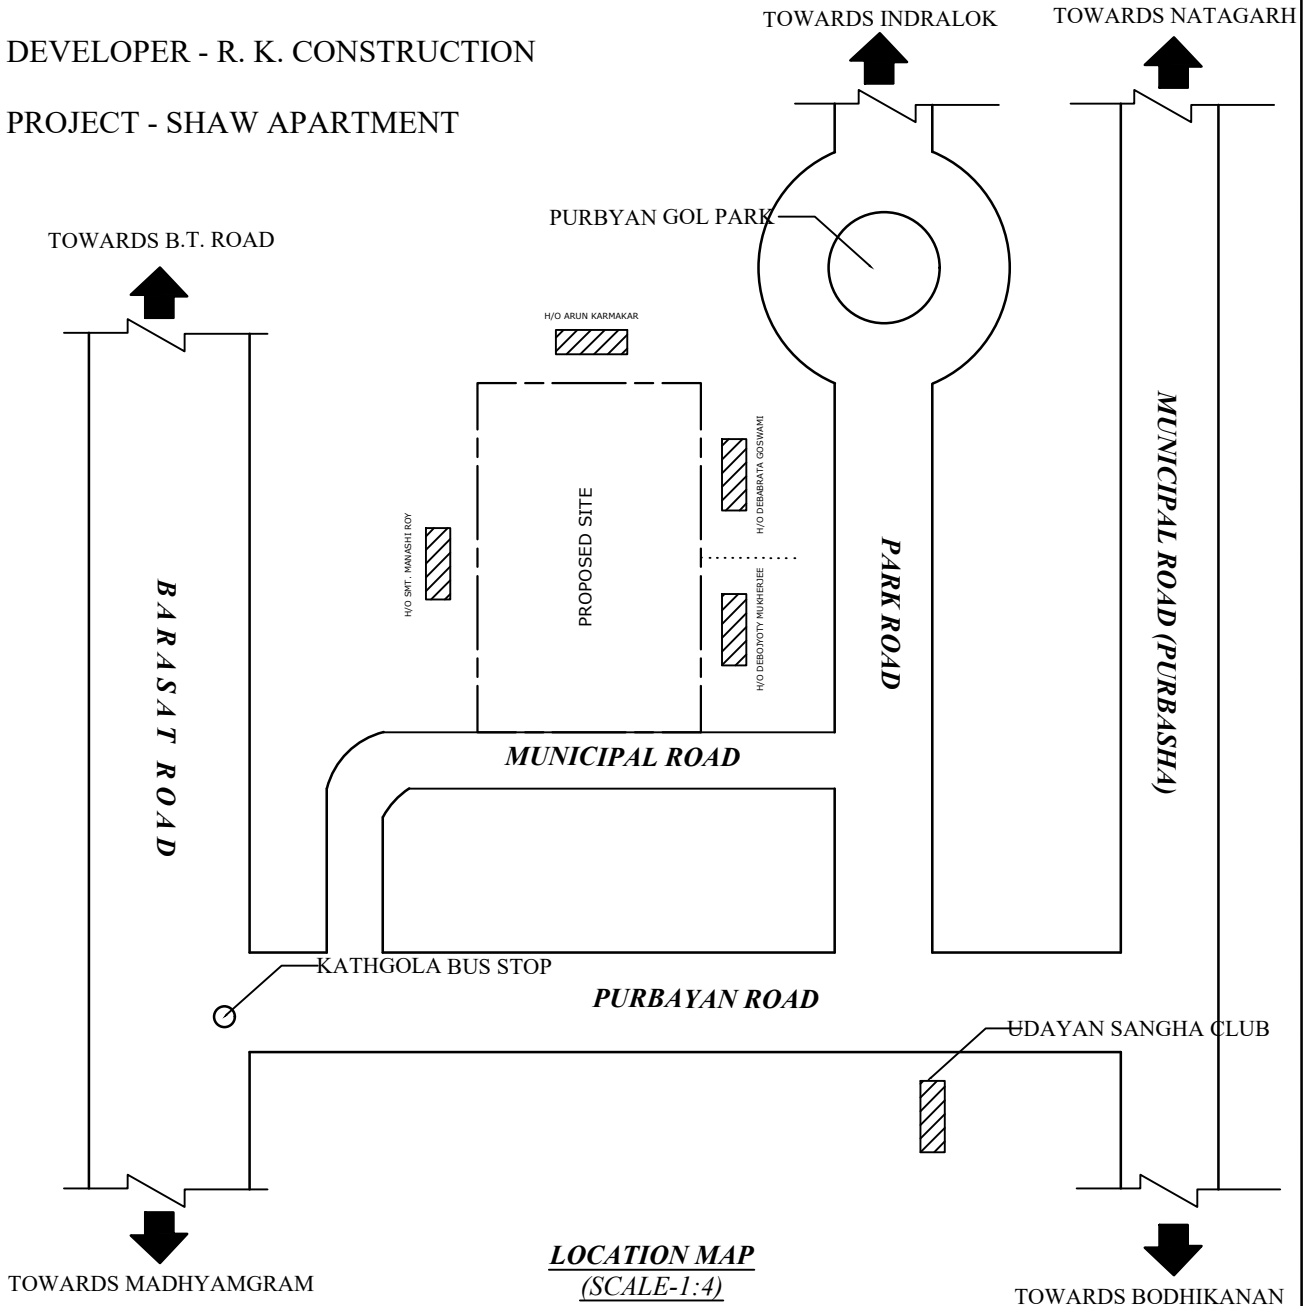 TOWARDS INDRALOK
TOWARDS NATAGARH
DEVELOPER - R. K. CONSTRUCTION
PROJECT - SHAW APARTMENT
PURBYAN GOL PARK
TOWARDS B.T. ROAD
H/O ARUN KARMAKAR
H/O DEBABRATA GOSWAMI
PROPOSED SITE
H/O SMT. MANASHI ROY
H/O DEBOJYOTY MUKHERJEE
BARASAT ROAD
PARK ROAD
MUNICIPAL ROAD (PURBASHA)
MUNICIPAL ROAD
KATHGOLA BUS STOP
PURBAYAN ROAD
UDAYAN SANGHA CLUB
LOCATION MAP
(SCALE-1:4)
TOWARDS MADHYAMGRAM
TOWARDS BODHIKANAN